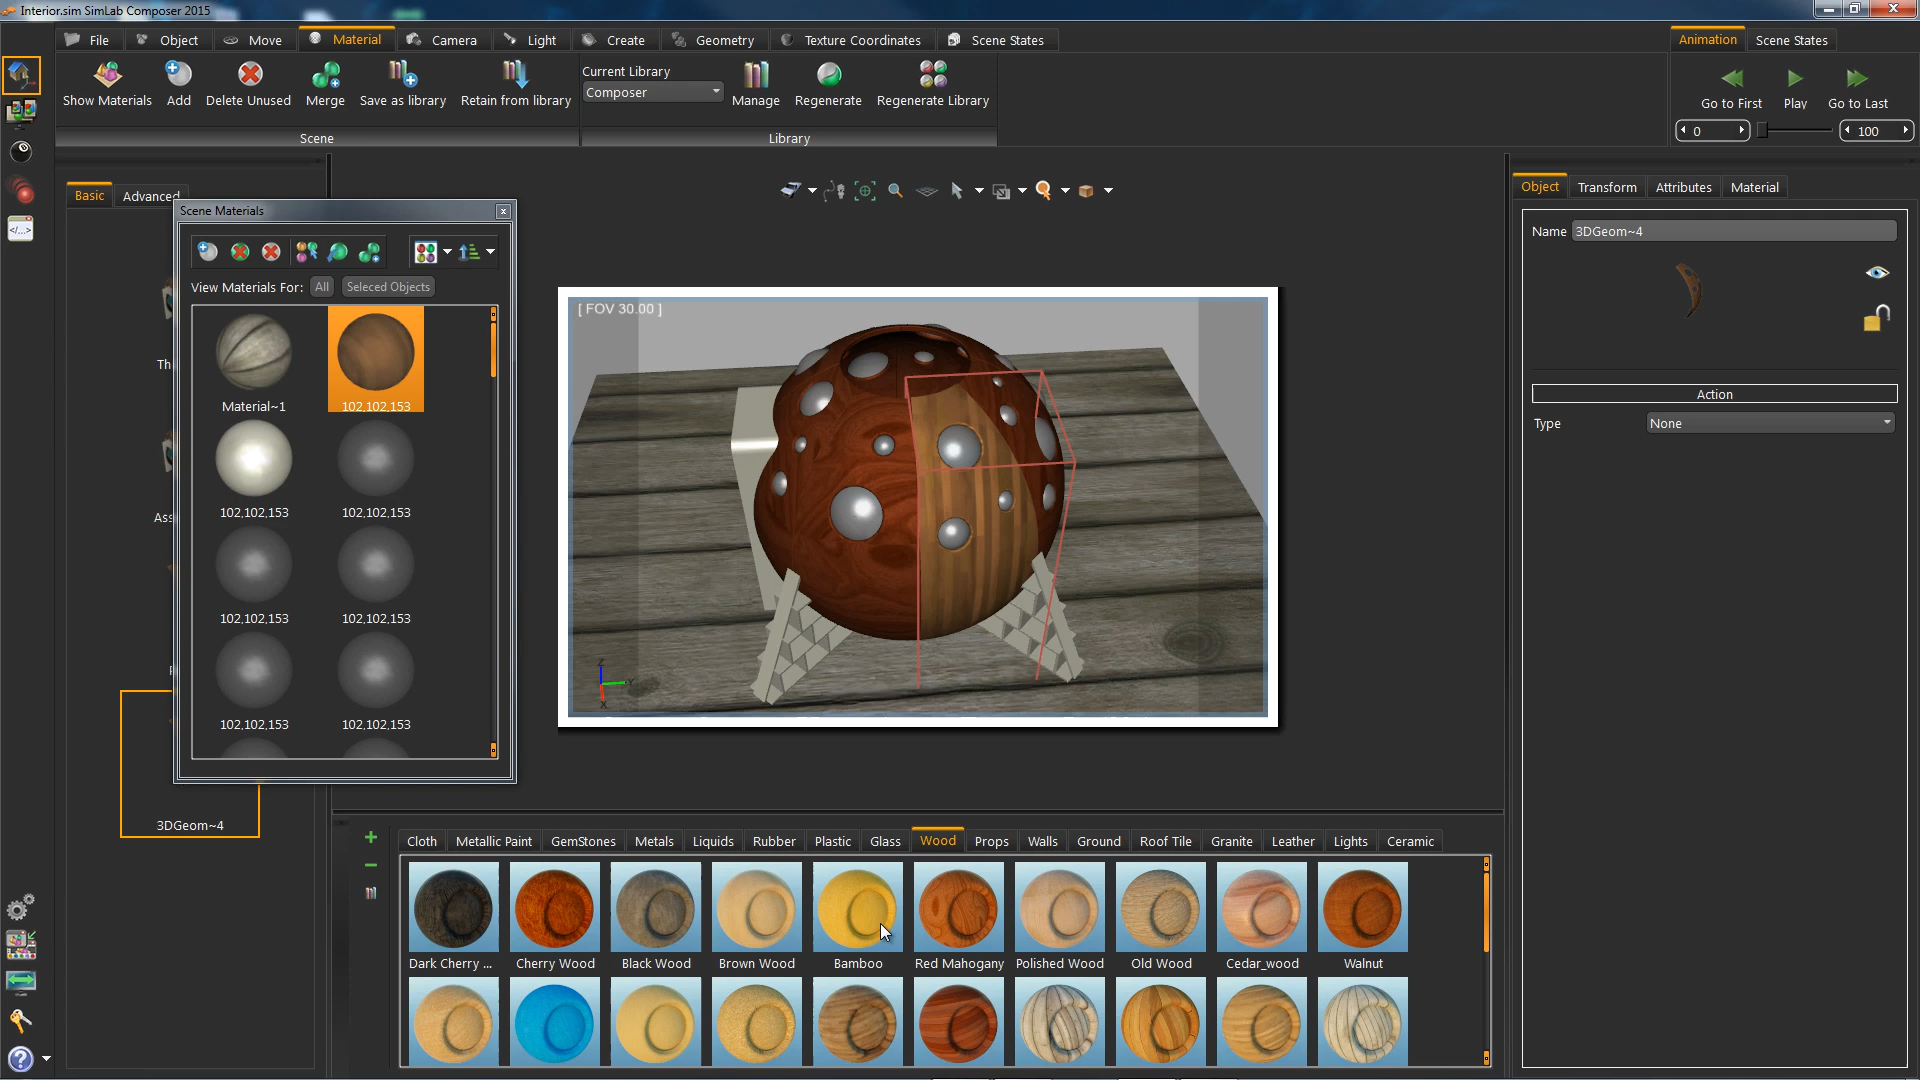 Interior.sim SimLab Composer 2015
File Object Move Material Camera Light Create Geometry Texture Coordinates Scene States
Animation Scene States
Show Materials Add Delete Unused Merge Save as library Retain from library
Scene
Current Library
Composer
Manage Regenerate Regenerate Library
Library
Go to First Play Go to Last
0 100
Basic Advanced
Th
Ass
3DGeom~4
Scene Materials
View Materials For: All Seleced Objects
Material~1 102,102,153
102,102,153 102,102,153
102,102,153 102,102,153
102,102,153 102,102,153
[ FOV 30.00 ]
Z
Y
X
Object Transform Attributes Material
Name 3DGeom~4
Action
Type None
Cloth Metallic Paint GemStones Metals Liquids Rubber Plastic Glass Wood Props Walls Ground Roof Tile Granite Leather Lights Ceramic
Dark Cherry ... Cherry Wood Black Wood Brown Wood Bamboo Red Mahogany Polished Wood Old Wood Cedar_wood Walnut